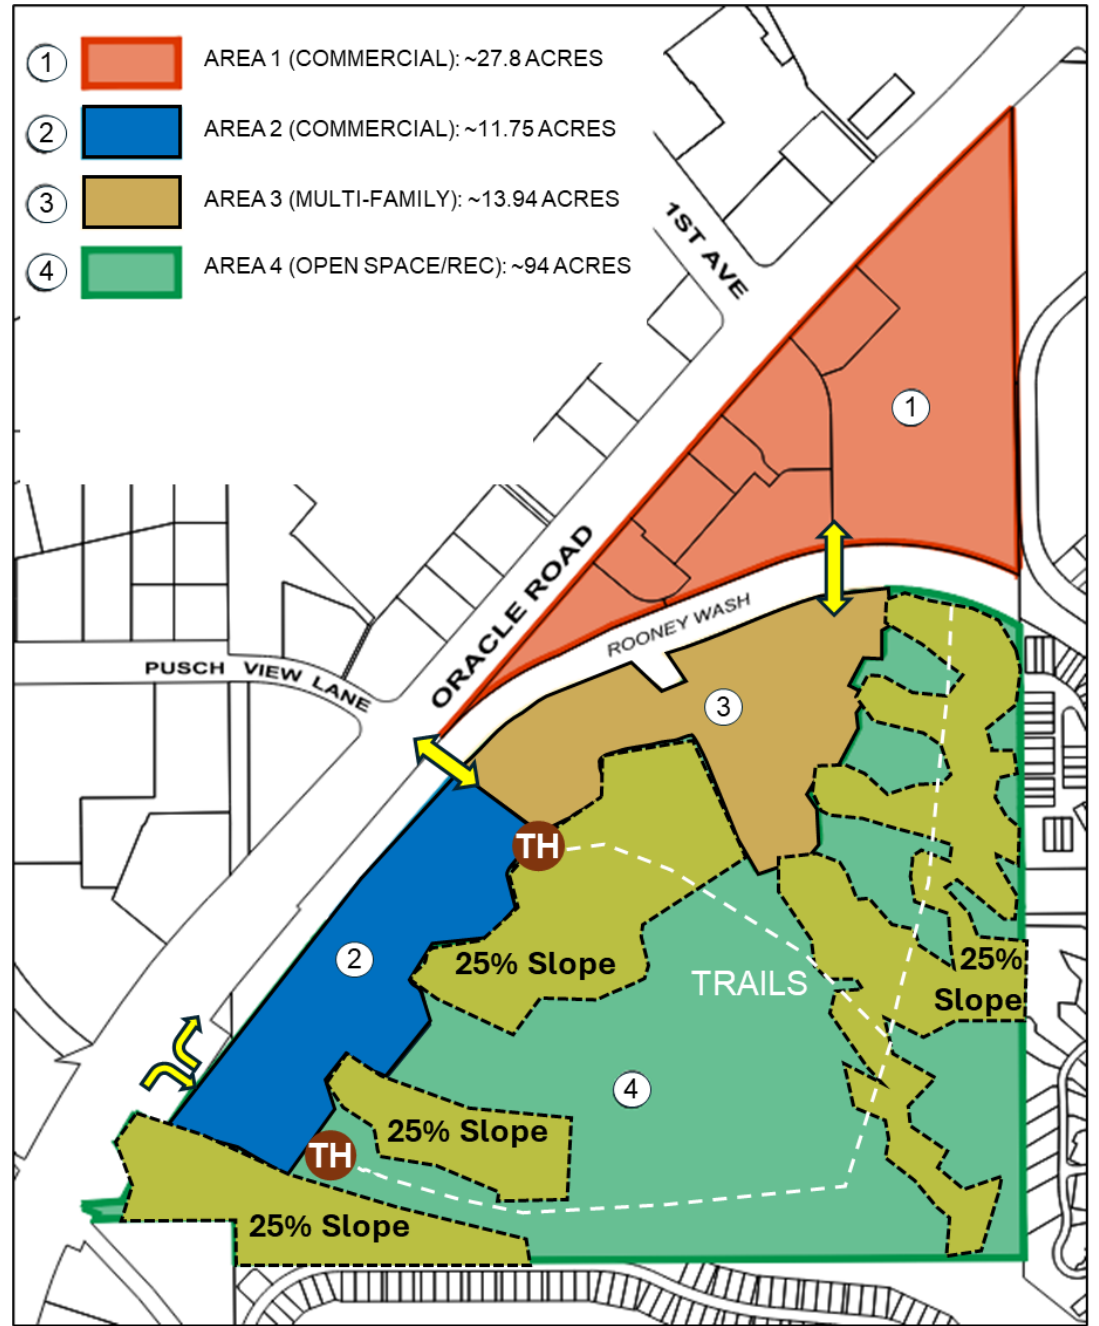 1 AREA 1 (COMMERCIAL): ~27.8 ACRES
2 AREA 2 (COMMERCIAL): ~11.75 ACRES
3 AREA 3 (MULTI-FAMILY): ~13.94 ACRES
4 AREA 4 (OPEN SPACE/REC): ~94 ACRES
1ST AVE
1
ORACLE ROAD
ROONEY WASH
PUSCH VIEW LANE
3
TH
2
25% Slope
TRAILS
25%
Slope
4
25% Slope
TH
25% Slope